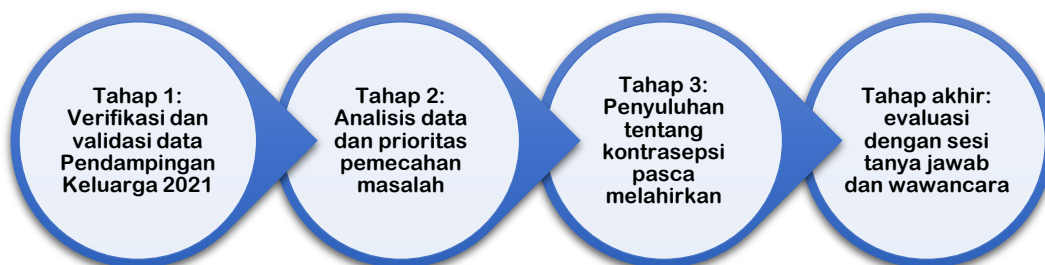 Tahap 1:
Verifikasi dan
validasi data
Pendampingan
Keluarga 2021
Tahap 2:
Analisis data
dan prioritas
pemecahan
masalah
Tahap 3:
Penyuluhan
tentang
kontrasepsi
pasca
melahirkan
Tahap akhir:
evaluasi
dengan sesi
tanya jawab
dan wawancara